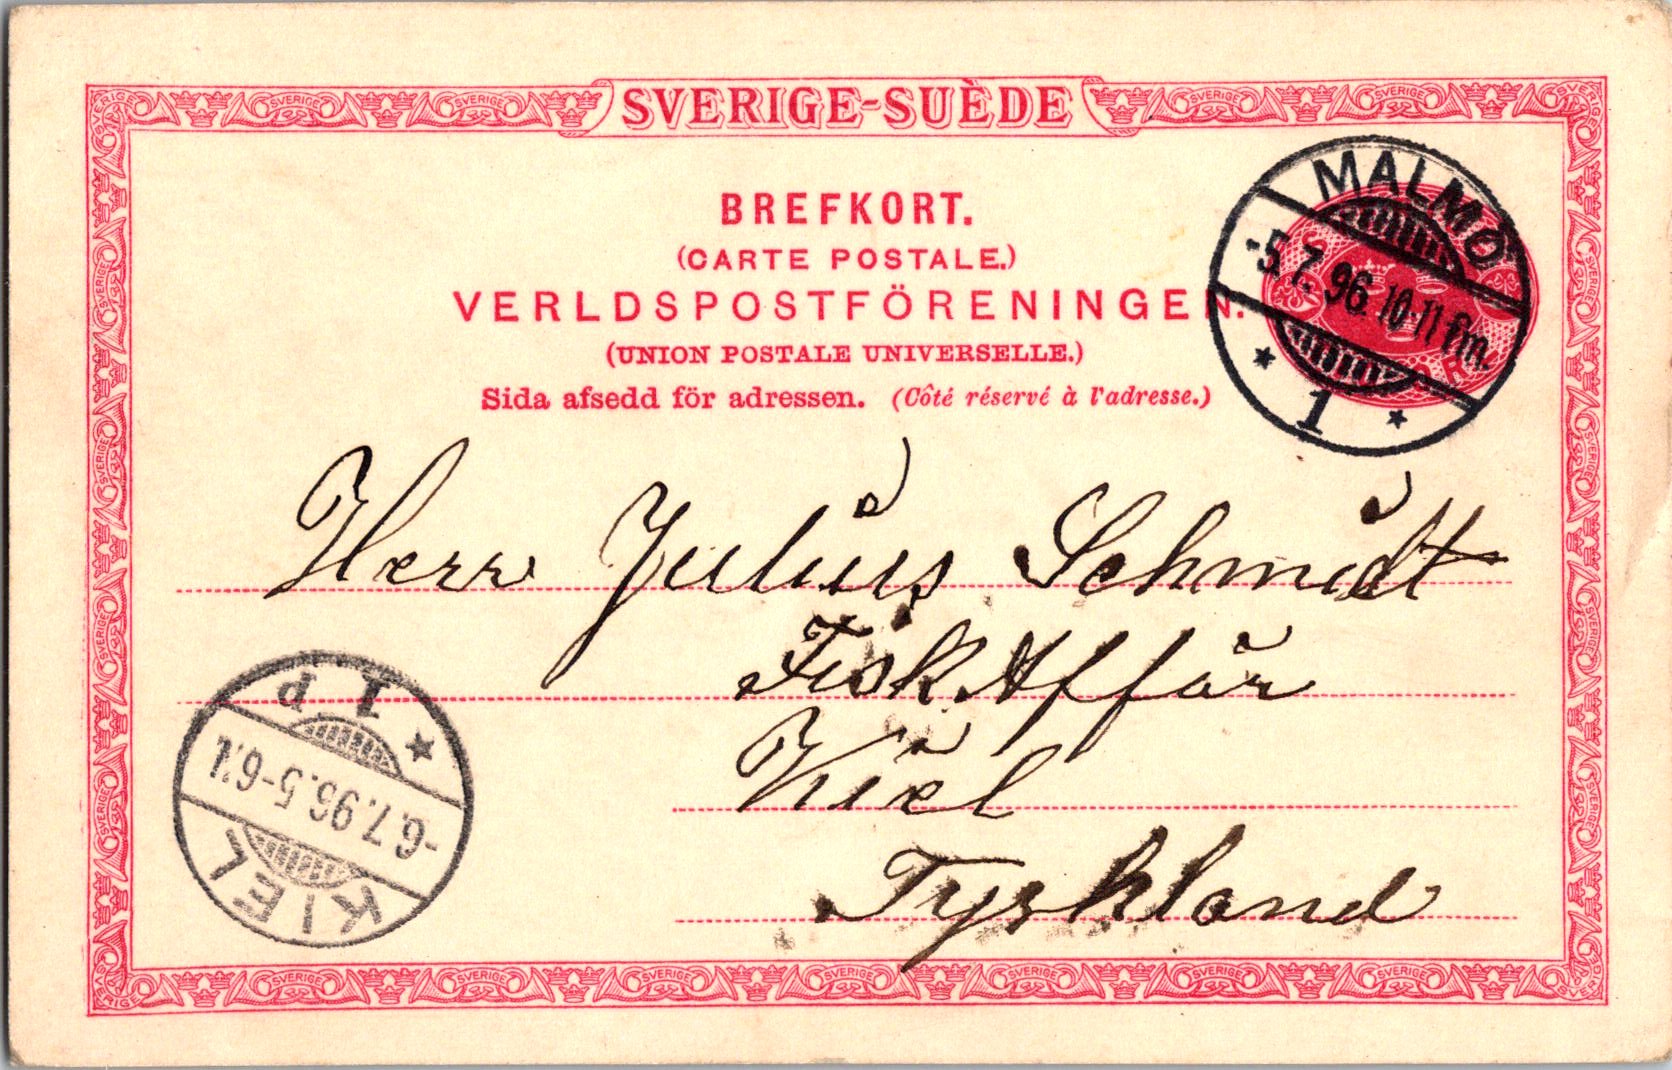 SVERIGE-SUÈDE
BREFKORT.
(CARTE POSTALE.)
VERLDSPOSTFÖRENINGEN.
(UNION POSTALE UNIVERSELLE.)
Sida afsedd för adressen. (Côté réservé à l'adresse.)
MALMÖ
-5.7.96.10-11 fm.
* 1 *
Herr Julius Schmidt
Fisk Affär
Kiel
Tyskland
KIEL
-6.7.96.5-6
* 1 P